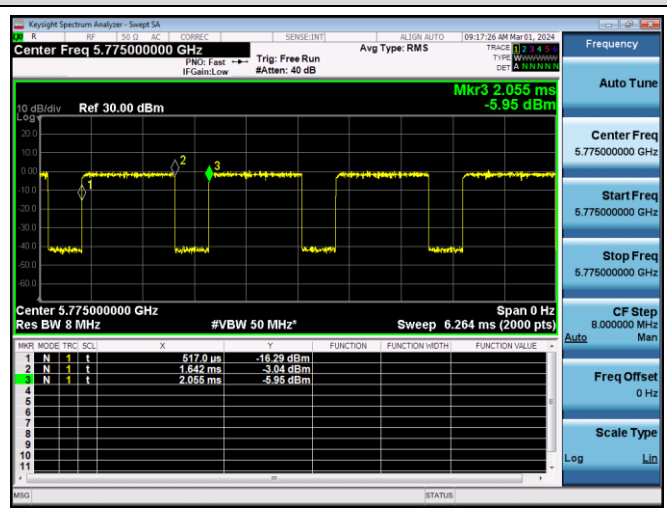 Keysight Spectrum Analyzer - Swept SA
R RF 50 Ω AC CORREC SENSE:INT ALIGN AUTO 09:17:26 AM Mar 01, 2024
Center Freq 5.775000000 GHz
PNO: Fast
IFGain:Low
Trig: Free Run
#Atten: 40 dB
Avg Type: RMS
TRACE 1 2 3 4 5 6
TYPE WWWWWW
DET A N N N N N
Mkr3 2.055 ms
-5.95 dBm
10 dB/div Ref 30.00 dBm
Log
20.0
10.0
0.00
-10.0
-20.0
-30.0
-40.0
-50.0
-60.0
1
2
3
Center 5.775000000 GHz Span 0 Hz
Res BW 8 MHz #VBW 50 MHz* Sweep 6.264 ms (2000 pts)
MKR MODE TRC SCL X Y FUNCTION FUNCTION WIDTH FUNCTION VALUE
1 N 1 t 517.0 µs -16.29 dBm
2 N 1 t 1.642 ms -3.04 dBm
3 N 1 t 2.055 ms -5.95 dBm
4
5
6
7
8
9
10
11
MSG STATUS
Frequency
Auto Tune
Center Freq
5.775000000 GHz
Start Freq
5.775000000 GHz
Stop Freq
5.775000000 GHz
CF Step
8.000000 MHz
Auto Man
Freq Offset
0 Hz
Scale Type
Log Lin